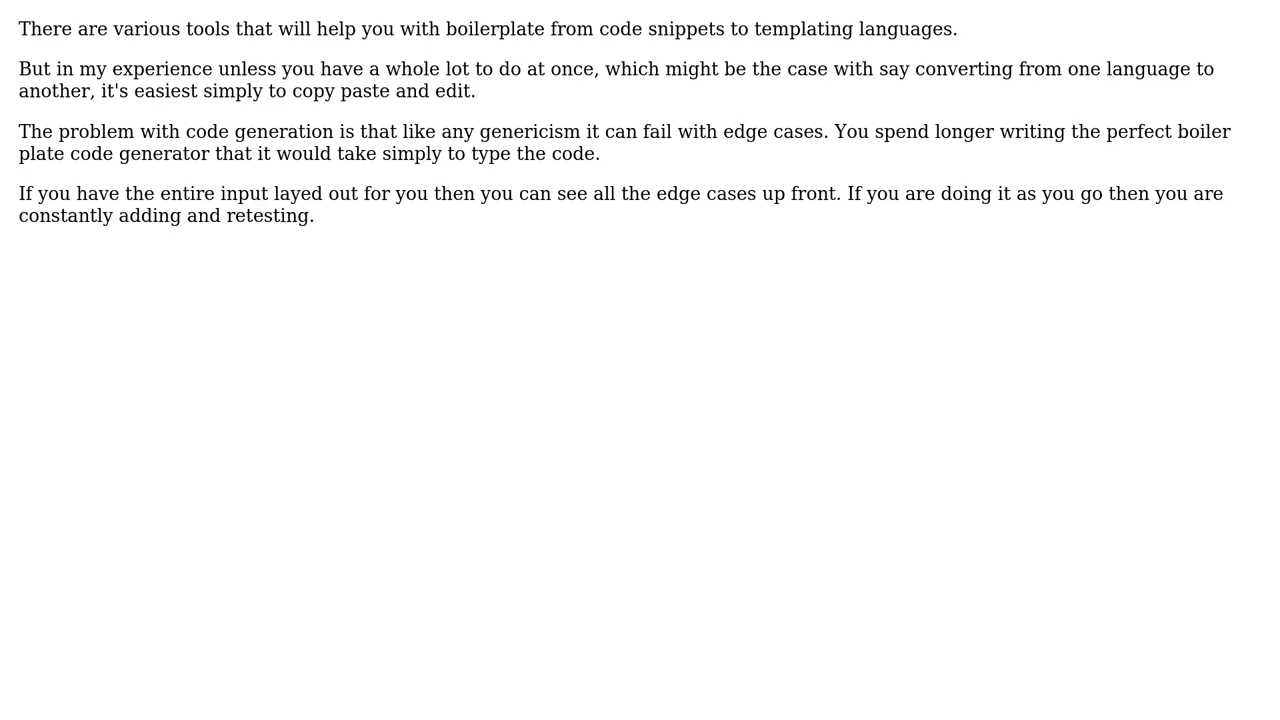 There are various tools that will help you with boilerplate from code snippets to templating languages.
But in my experience unless you have a whole lot to do at once, which might be the case with say converting from one language to
another, it's easiest simply to copy paste and edit.
The problem with code generation is that like any genericism it can fail with edge cases. You spend longer writing the perfect boiler
plate code generator that it would take simply to type the code.
If you have the entire input layed out for you then you can see all the edge cases up front. If you are doing it as you go then you are
constantly adding and retesting.